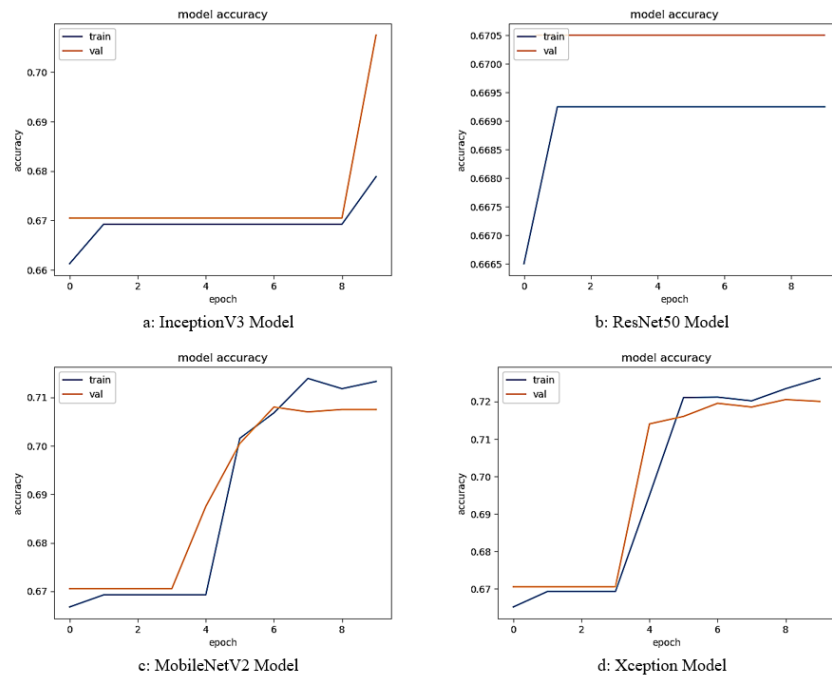 model accuracy
train
val
0.70
0.69
0.68
0.67
0.66
accuracy
0 2 4 6 8
epoch
a: InceptionV3 Model
model accuracy
train
val
0.6705
0.6700
0.6695
0.6690
0.6685
0.6680
0.6675
0.6670
0.6665
accuracy
0 2 4 6 8
epoch
b: ResNet50 Model
model accuracy
train
val
0.71
0.70
0.69
0.68
0.67
accuracy
0 2 4 6 8
epoch
c: MobileNetV2 Model
model accuracy
train
val
0.72
0.71
0.70
0.69
0.68
0.67
accuracy
0 2 4 6 8
epoch
d: Xception Model